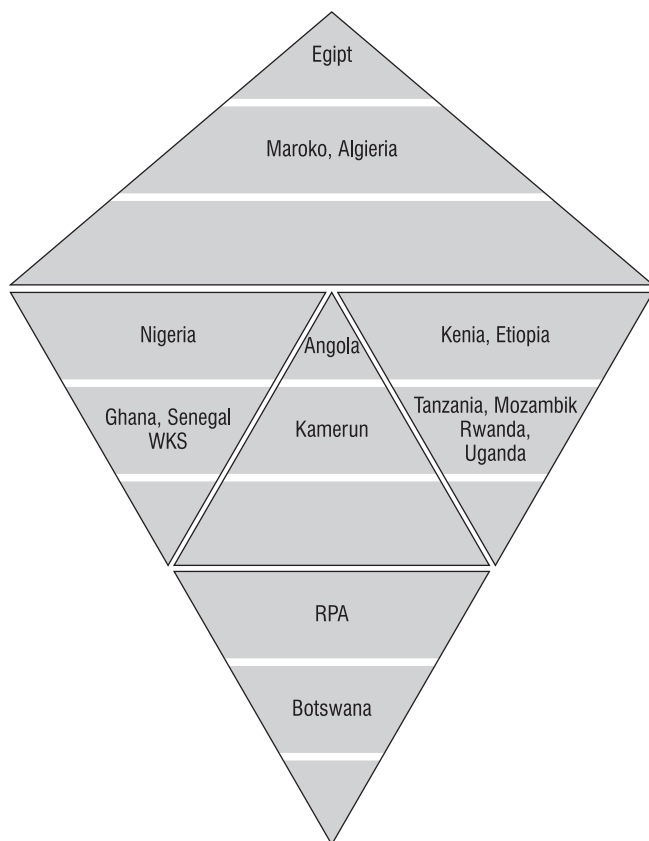 Egipt
Maroko, Algieria
Nigeria
Angola
Kenia, Etiopia
Ghana, Senegal
WKS
Kamerun
Tanzania, Mozambik
Rwanda,
Uganda
RPA
Botswana